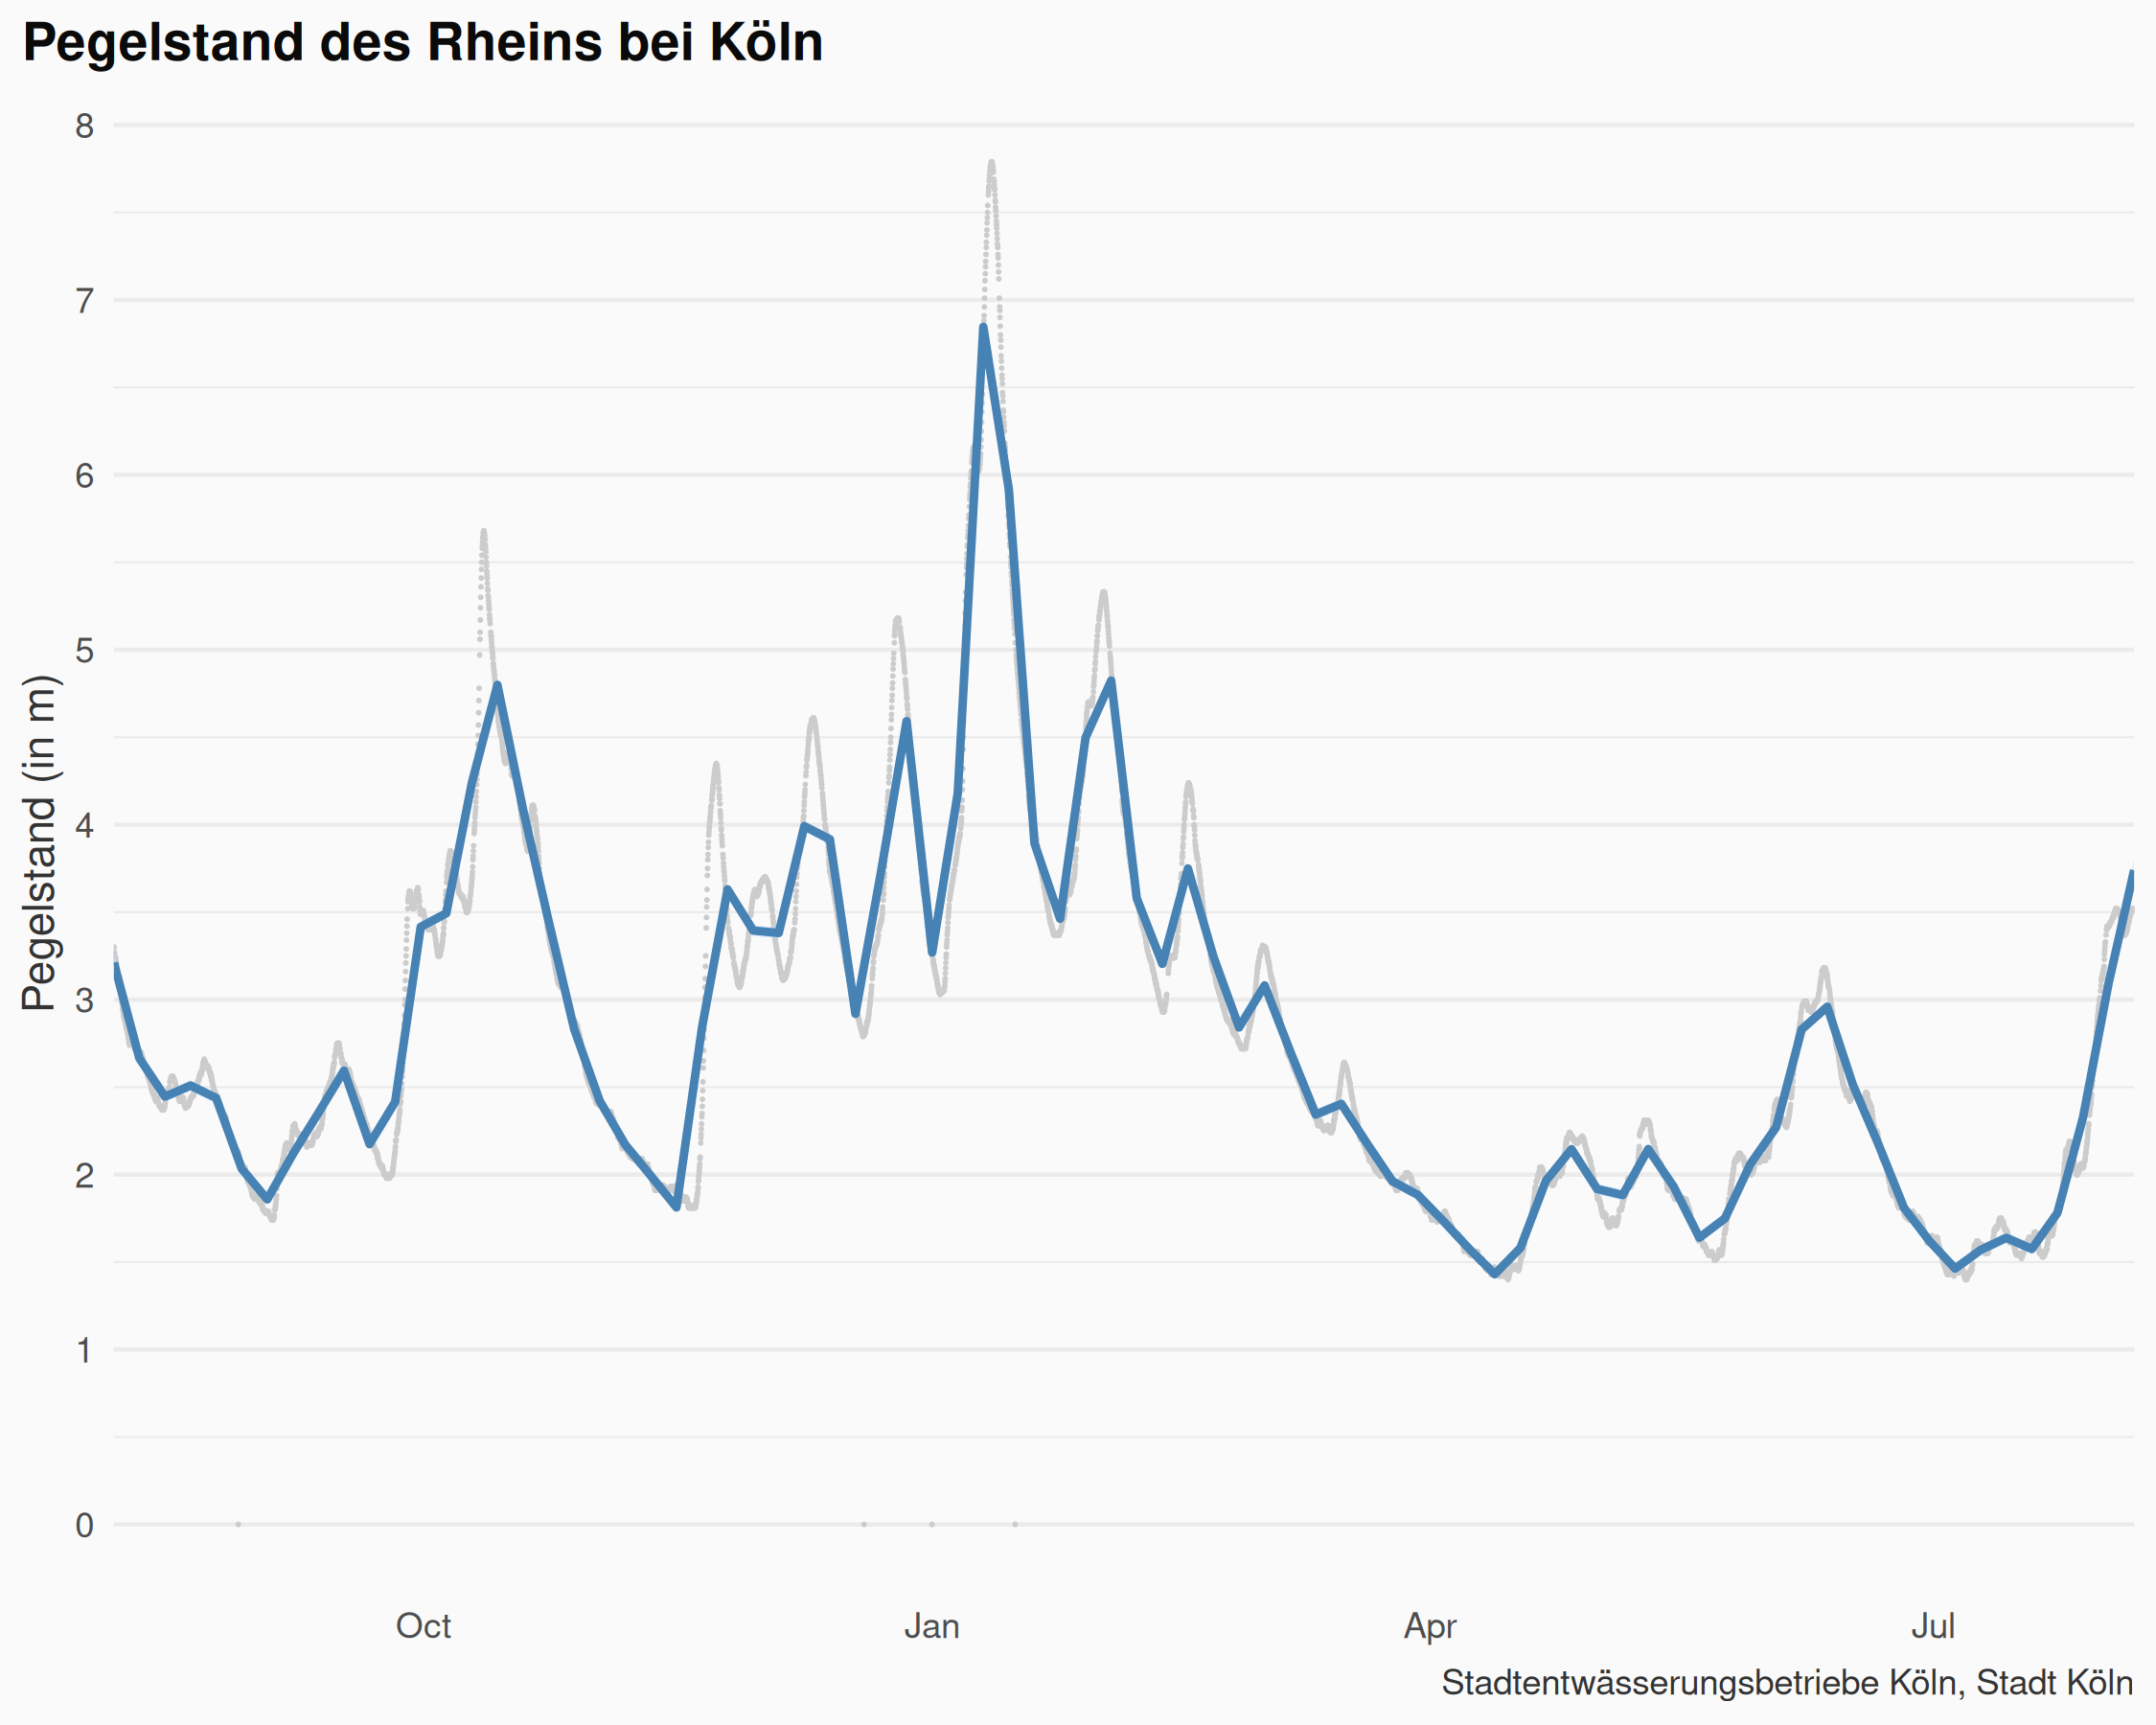 Pegelstand des Rheins bei Köln
Pegelstand (in m)
8
7
6
5
4
3
2
1
0
Oct Jan Apr Jul
Stadtentwässerungsbetriebe Köln, Stadt Köln